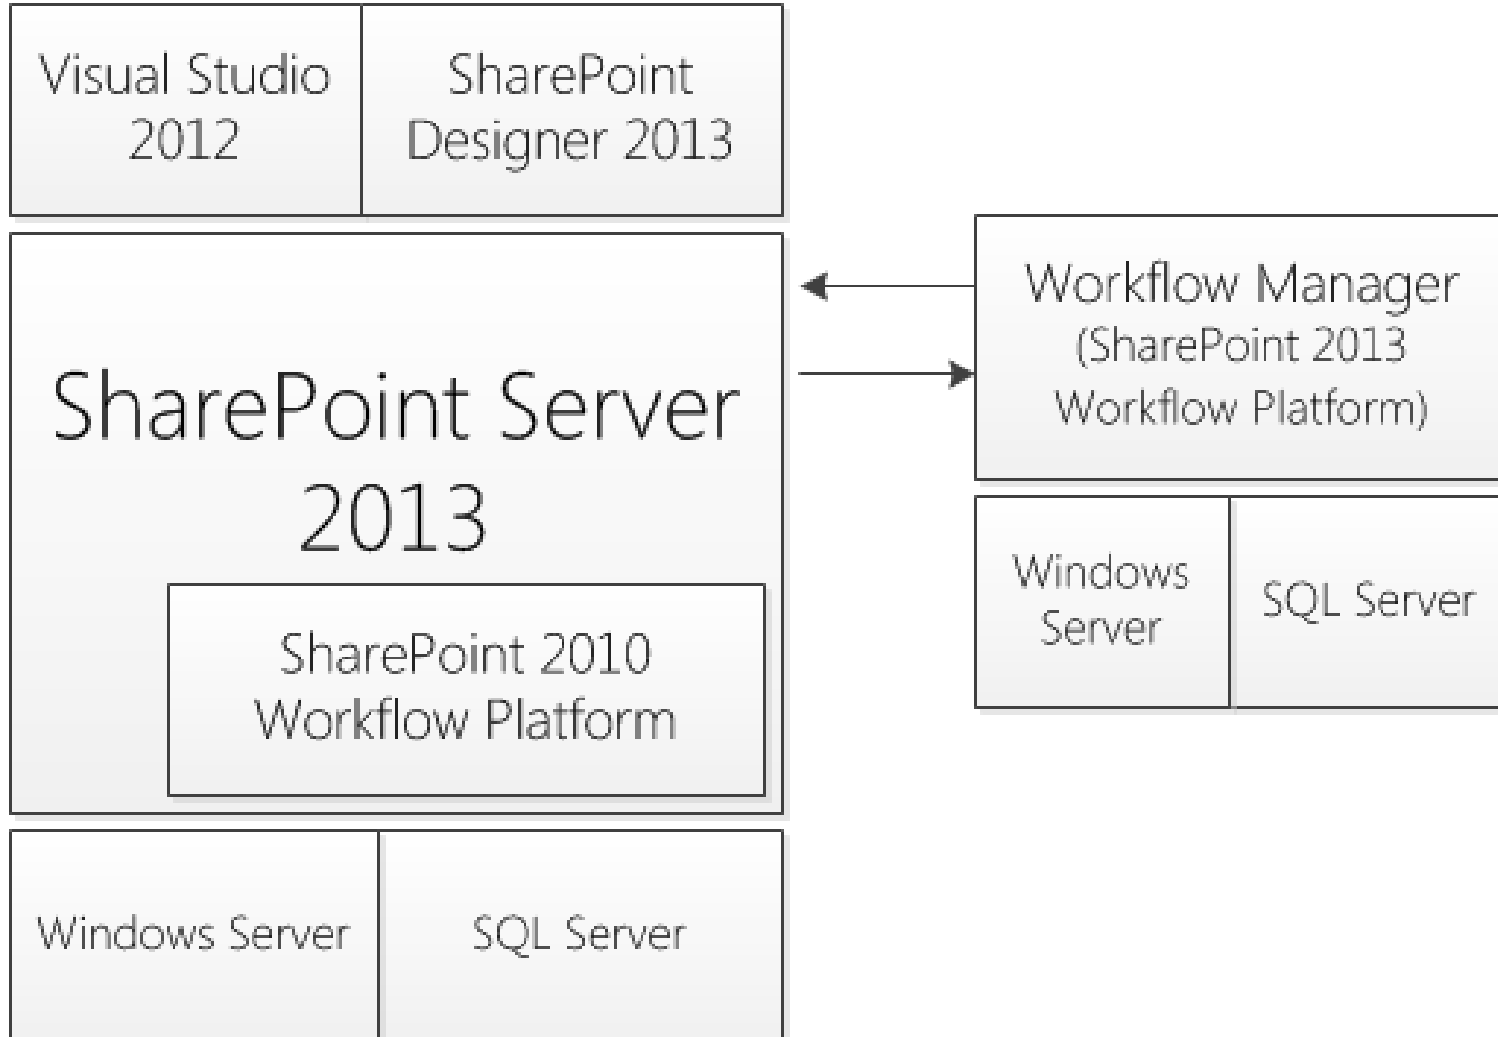 Visual Studio
2012
SharePoint
Designer 2013
SharePoint Server
2013
SharePoint 2010
Workflow Platform
Windows Server
SQL Server
Workflow Manager
(SharePoint 2013
Workflow Platform)
Windows
Server
SQL Server